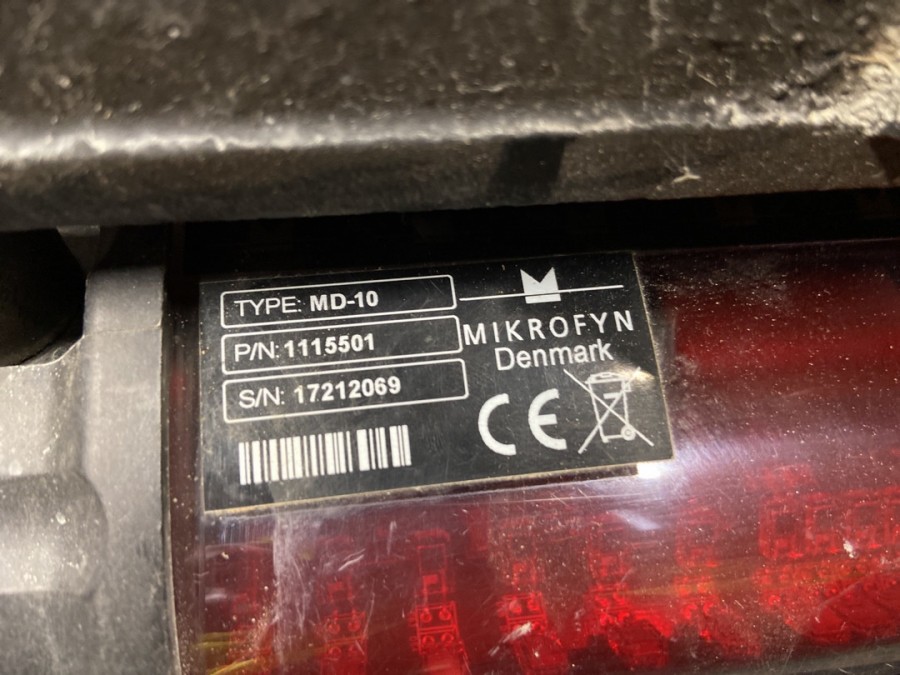 TYPE: MD-10
P/N: 1115501
S/N: 17212069
MIKROFYN
Denmark
CE